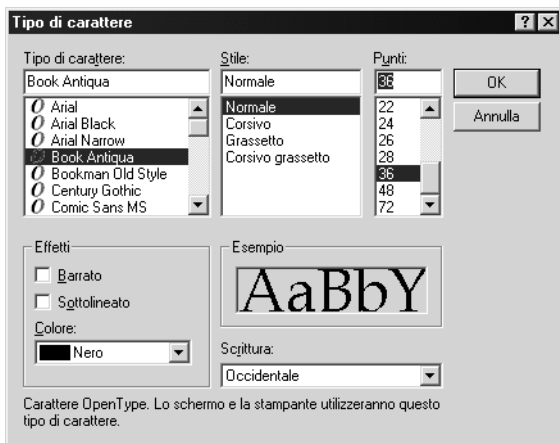 Tipo di carattere
? X
Tipo di carattere:
Book Antiqua
O Arial
O Arial Black
O Arial Narrow
O Book Antiqua
O Bookman Old Style
O Century Gothic
O Comic Sans MS
Stile:
Normale
Normale
Corsivo
Grassetto
Corsivo grassetto
Punti:
36
22
24
26
28
36
48
72
OK
Annulla
Effetti
Barrato
Sottolineato
Colore:
Nero
Esempio
AaBbY
Scrittura:
Occidentale
Carattere OpenType. Lo schermo e la stampante utilizzeranno questo
tipo di carattere.